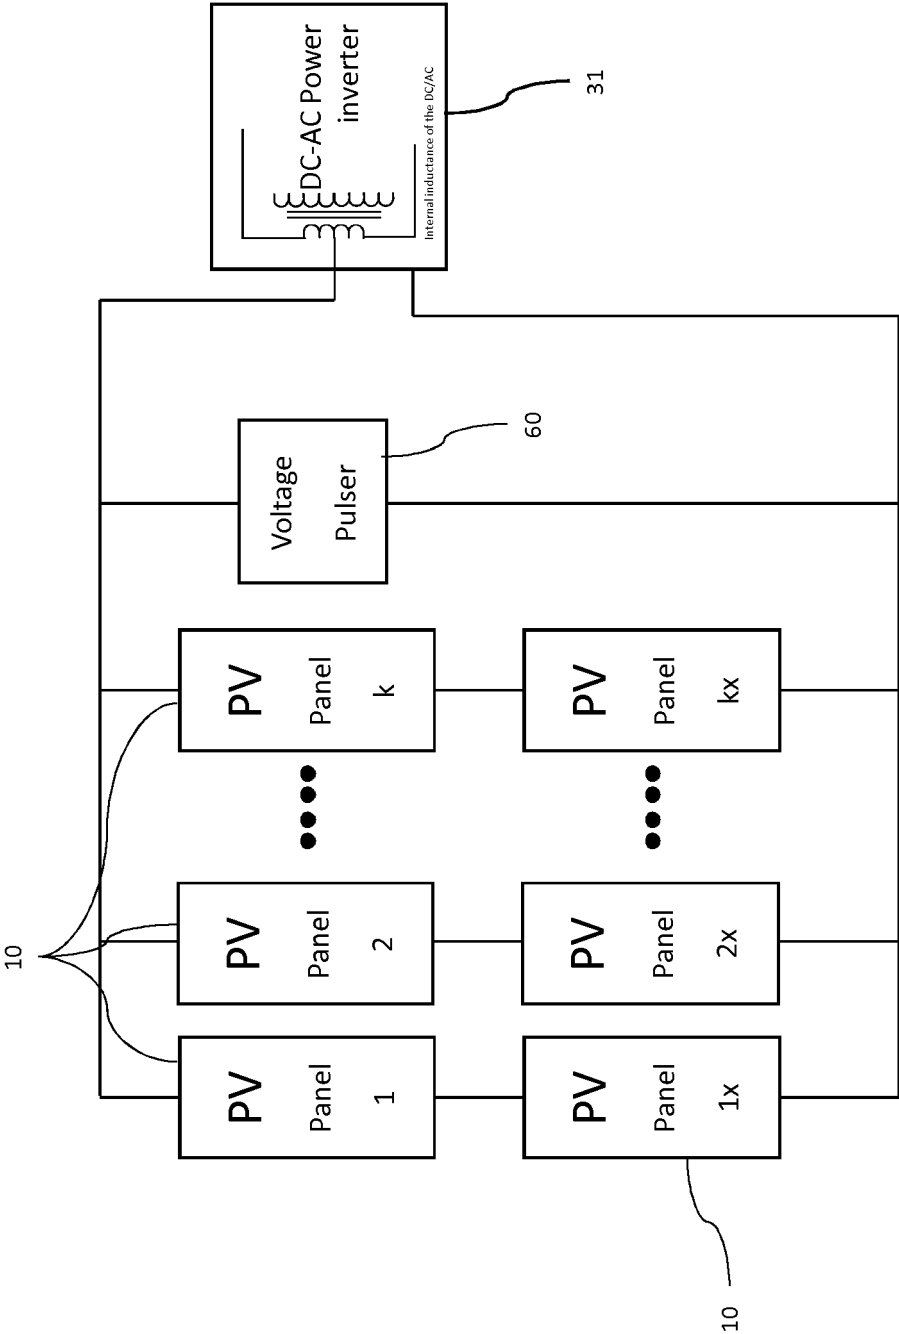 10
PV
Panel
1
PV
Panel
2
PV
Panel
k
Voltage
Pulser
60
DC-AC Power
inverter
Internal inductance of the DC/AC
31
PV
Panel
1x
PV
Panel
2x
PV
Panel
kx
10